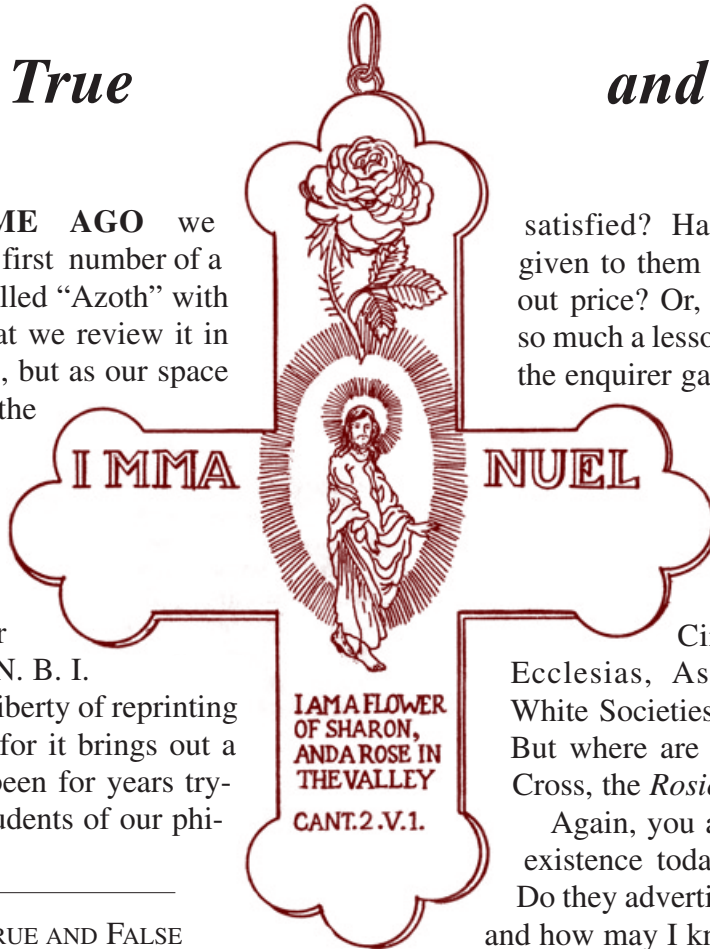 True and
ME AGO we
first number of a
lled “Azoth” with
at we review it in
, but as our space
the
r
N. B. I.
iberty of reprinting
for it brings out a
been for years try-
udents of our phi-
RUE AND FALSE
IMMA NUEL
I AM A FLOWER
OF SHARON,
AND A ROSE IN
THE VALLEY
CANT.2.V.1.
satisfied? Ha
given to them
out price? Or,
so much a lesso
the enquirer ga
Ci
Ecclesias, As
White Societies
But where are
Cross, the Rosi
Again, you a
existence toda
Do they adverti
and how may I kn